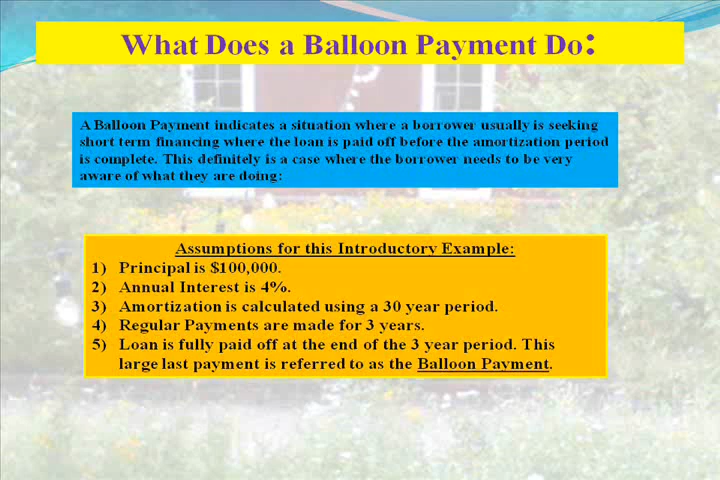 What Does a Balloon Payment Do:
A Balloon Payment indicates a situation where a borrower usually is seeking
short term financing where the loan is paid off before the amortization period
is complete. This definitely is a case where the borrower needs to be very
aware of what they are doing:
Assumptions for this Introductory Example:
1) Principal is $100,000.
2) Annual Interest is 4%.
3) Amortization is calculated using a 30 year period.
4) Regular Payments are made for 3 years.
5) Loan is fully paid off at the end of the 3 year period. This
large last payment is referred to as the Balloon Payment.